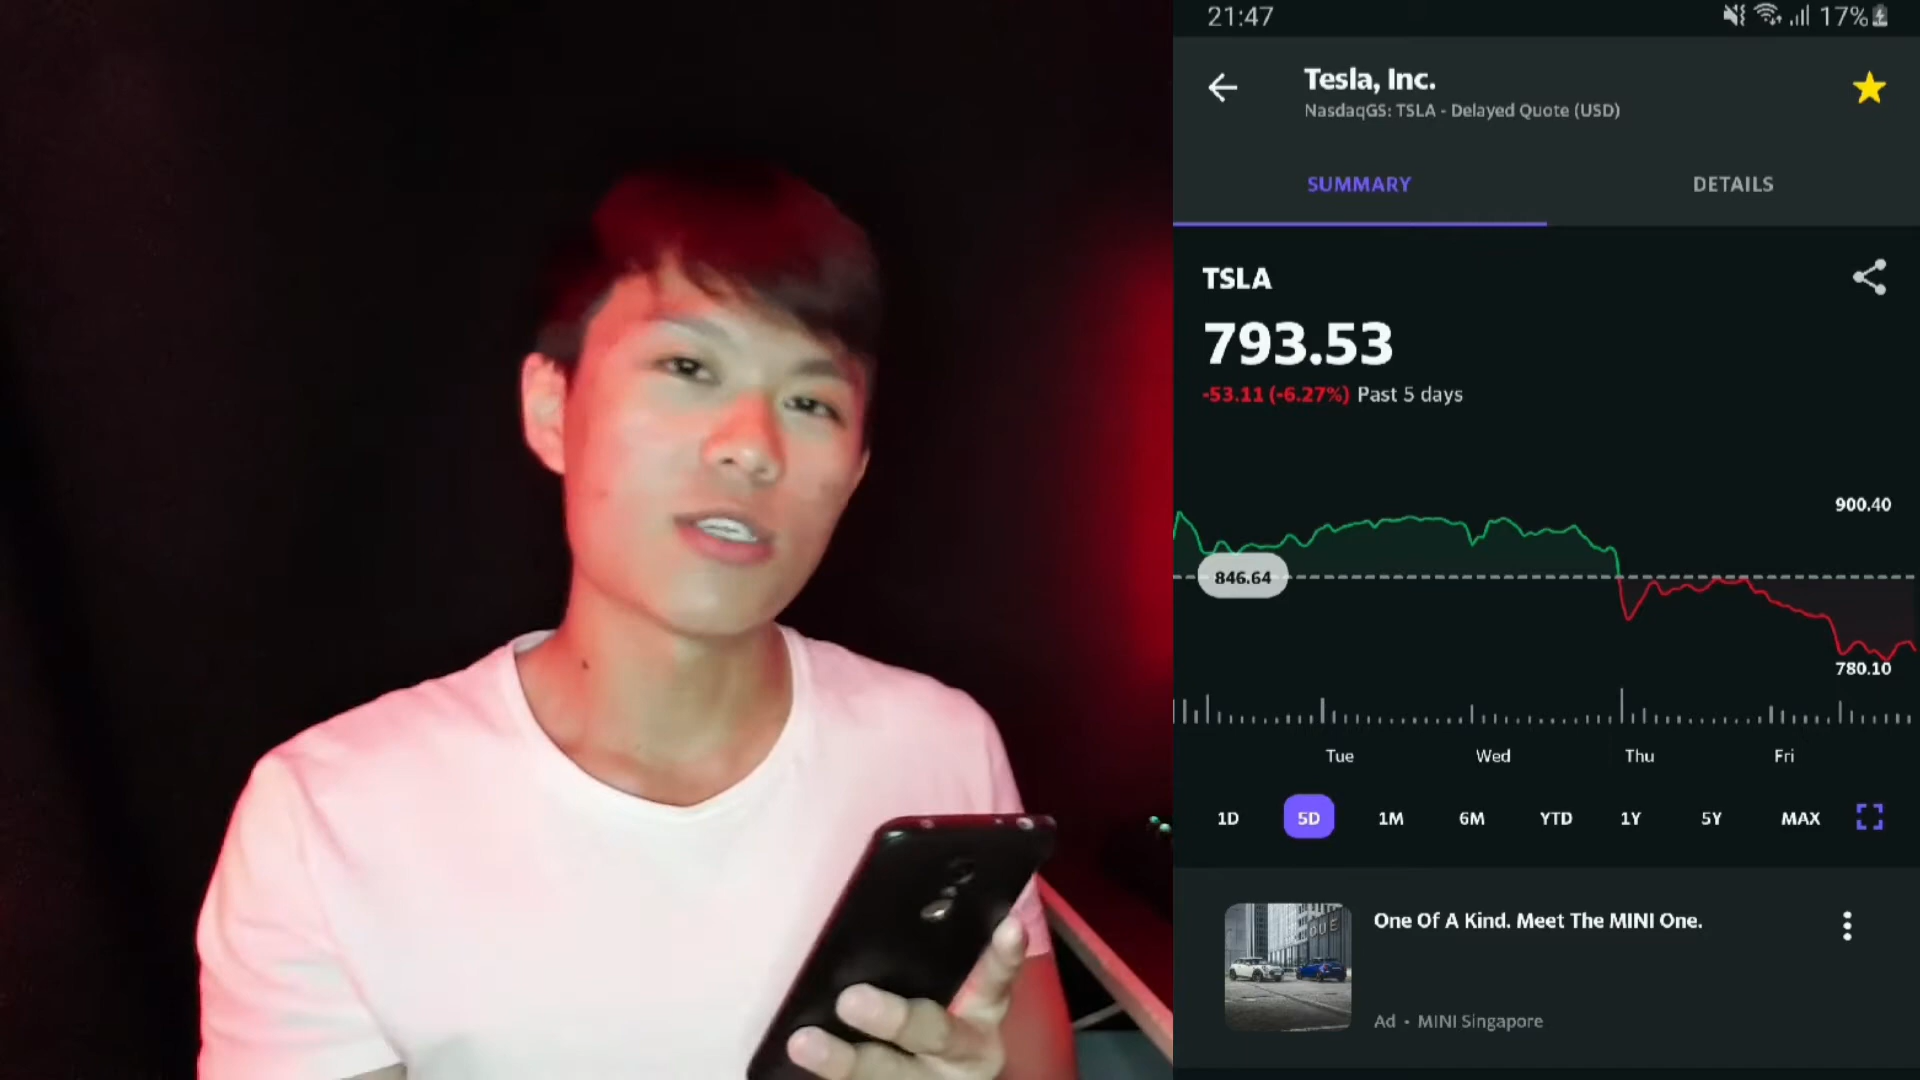 21:47
17%
Tesla, Inc.
NasdaqGS: TSLA - Delayed Quote (USD)
SUMMARY
DETAILS
TSLA
793.53
-53.11 (-6.27%) Past 5 days
900.40
846.64
780.10
Tue Wed Thu Fri
1D 5D 1M 6M YTD 1Y 5Y MAX
One Of A Kind. Meet The MINI One.
Ad • MINI Singapore